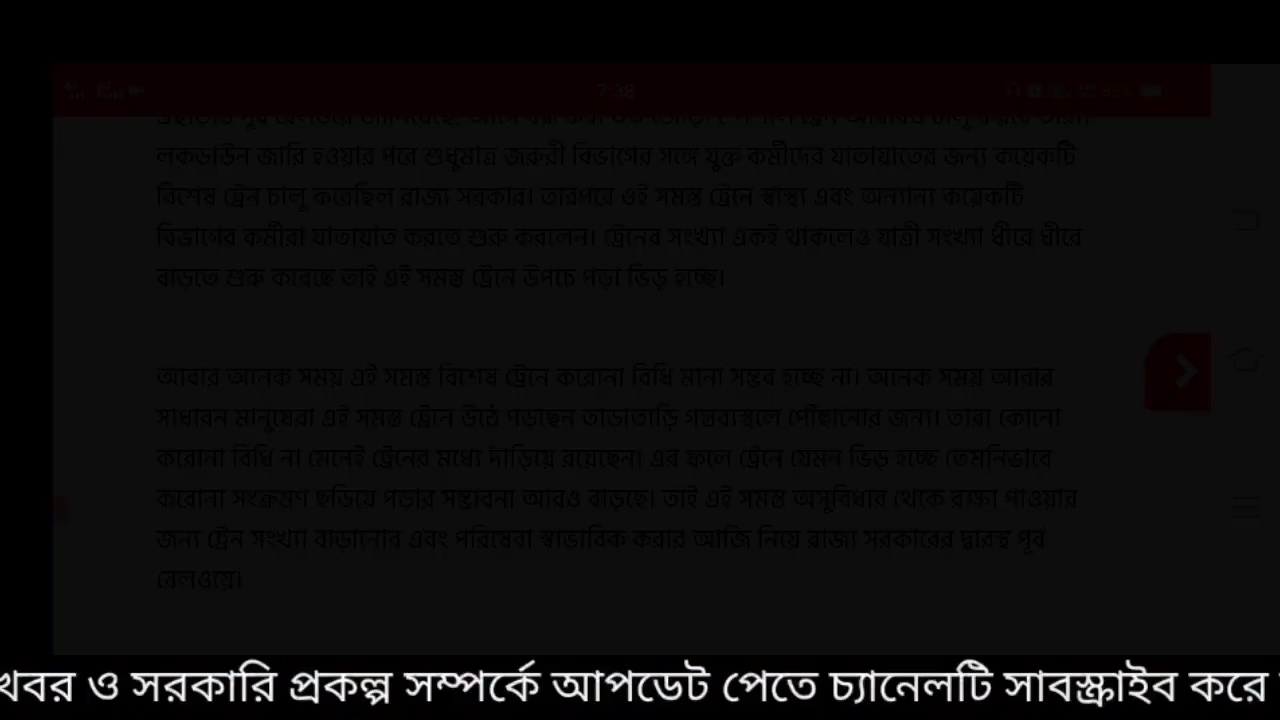 7:38
লকডাউন জারি হওয়ার পরে শুধুমাত্র জরুরী বিভাগের সঙ্গে যুক্ত কর্মীদের যাতায়াতের জন্য কয়েকটি
বিশেষ ট্রেন চালু করেছিল রাজ্য সরকার। তারপরে ওই সমস্ত ট্রেনে স্বাস্থ্য এবং অন্যান্য কয়েকটি
বিভাগের কর্মীরা যাতায়াত করতে শুরু করলেন। ট্রেনের সংখ্যা একই থাকলেও যাত্রী সংখ্যা ধীরে ধীরে
বাড়তে শুরু করেছে তাই এই সমস্ত ট্রেনে উপচে পড়া ভিড় হচ্ছে।
আবার অনেক সময় এই সমস্ত বিশেষ ট্রেনে করোনা বিধি মানা সম্ভব হচ্ছে না। অনেক সময় আবার
সাধারন মানুষেরা এই সমস্ত ট্রেনে উঠে পড়ছেন তাড়াতাড়ি গন্তব্যস্থলে পৌঁছানোর জন্য। তারা কোনো
করোনা বিধি না মেনেই ট্রেনের মধ্যে দাঁড়িয়ে রয়েছেন। এর ফলে ট্রেনে যেমন ভিড় হচ্ছে তেমনিভাবে
করোনা সংক্রমণ ছড়িয়ে পড়ার সম্ভাবনা আরও বাড়ছে। তাই এই সমস্ত অসুবিধার থেকে রক্ষা পাওয়ার
জন্য ট্রেন সংখ্যা বাড়ানোর এবং পরিষেবা স্বাভাবিক করার আর্জি নিয়ে রাজ্য সরকারের দ্বারস্থ পূর্ব
রেলওয়ে।
খবর ও সরকারি প্রকল্প সম্পর্কে আপডেট পেতে চ্যানেলটি সাবস্ক্রাইব করে